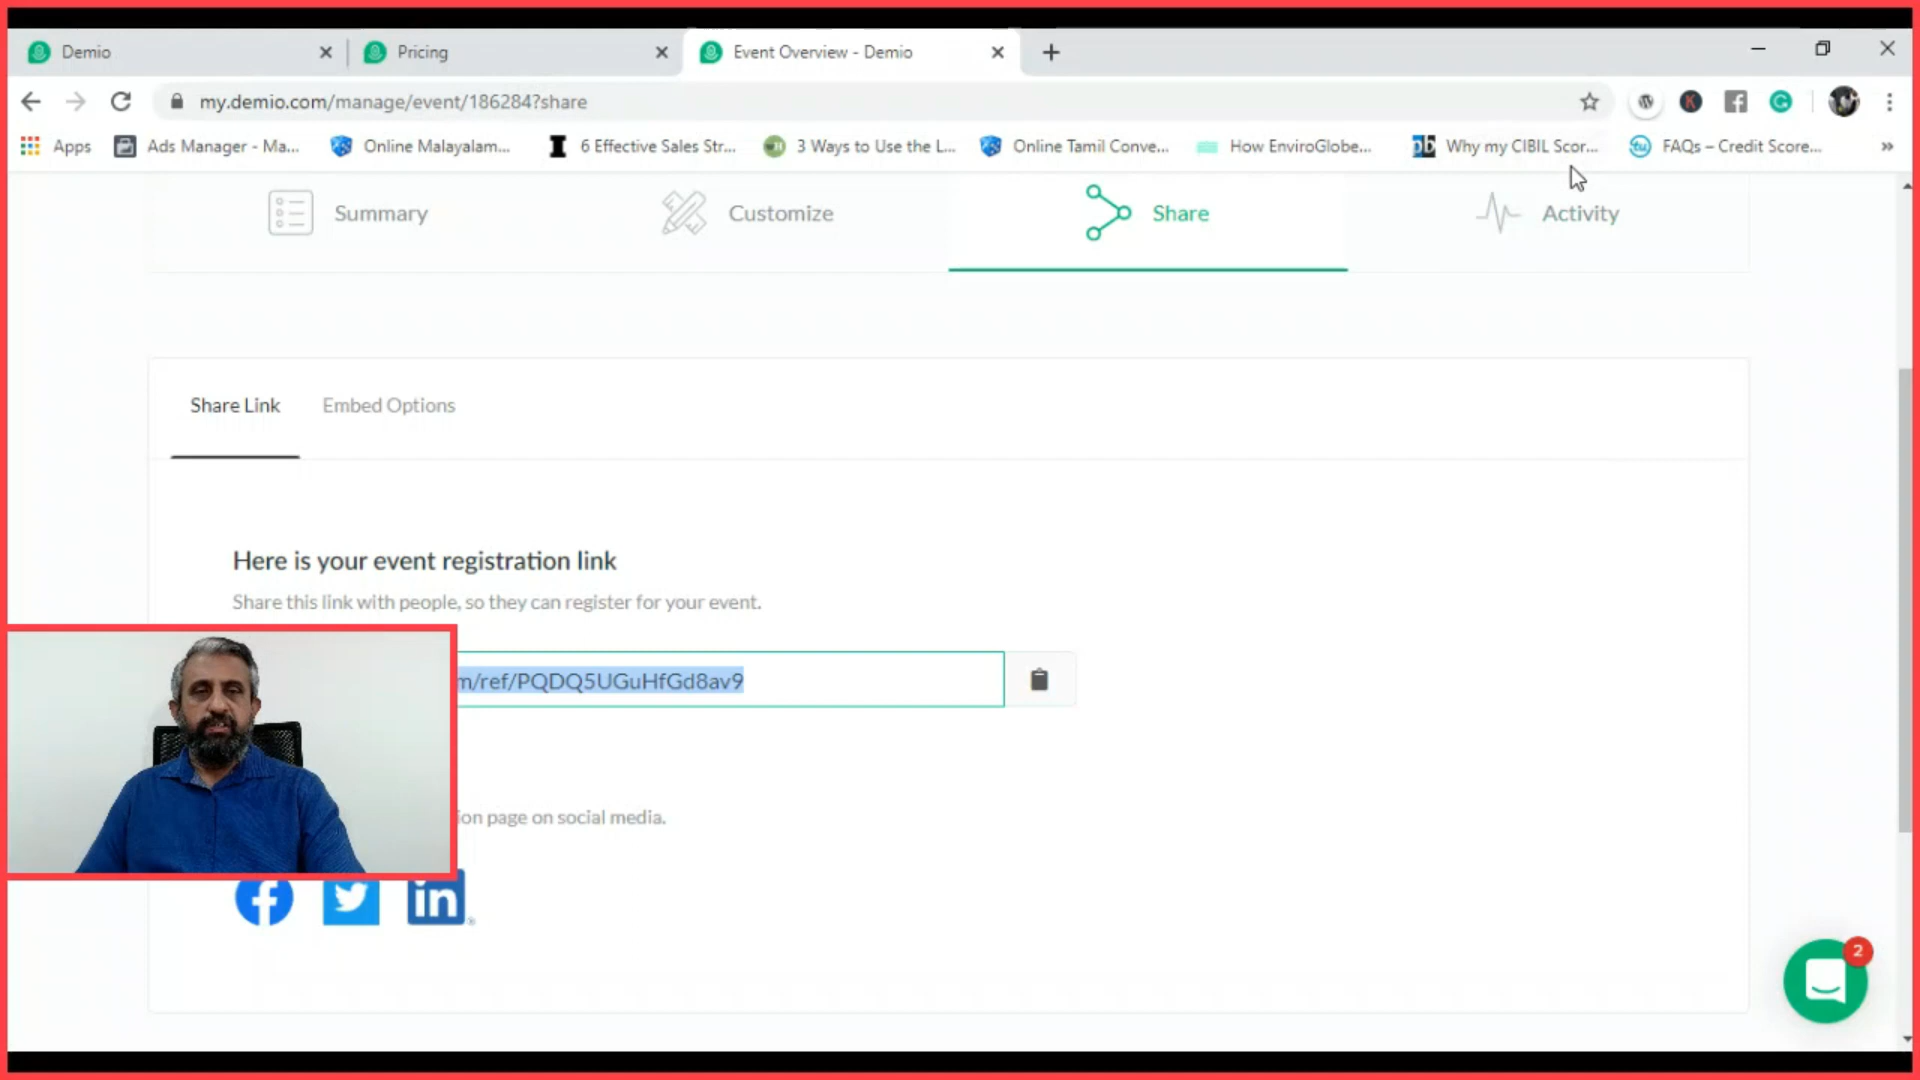 Demio
Pricing
Event Overview - Demio
my.demio.com/manage/event/186284?share
Apps
Ads Manager - Ma...
Online Malayalam...
6 Effective Sales Str...
3 Ways to Use the L...
Online Tamil Conve...
How EnviroGlobe...
Why my CIBIL Scor...
FAQs – Credit Score...
Summary
Customize
Share
Activity
Share Link
Embed Options
Here is your event registration link
Share this link with people, so they can register for your event.
m/ref/PQDQ5UGuHfGd8av9
ion page on social media.
2